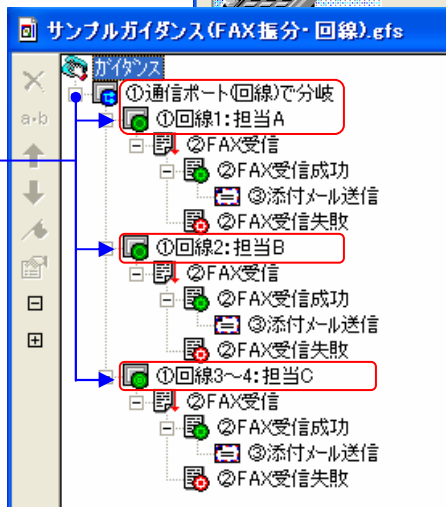 サンプルガイダンス(FAX振分・回線).gfs
ガイダンス
①通信ポート(回線)で分岐
a・b
①回線1:担当A
②FAX受信
②FAX受信成功
③添付メール送信
②FAX受信失敗
①回線2:担当B
②FAX受信
②FAX受信成功
③添付メール送信
②FAX受信失敗
①回線3～4:担当C
②FAX受信
②FAX受信成功
③添付メール送信
②FAX受信失敗